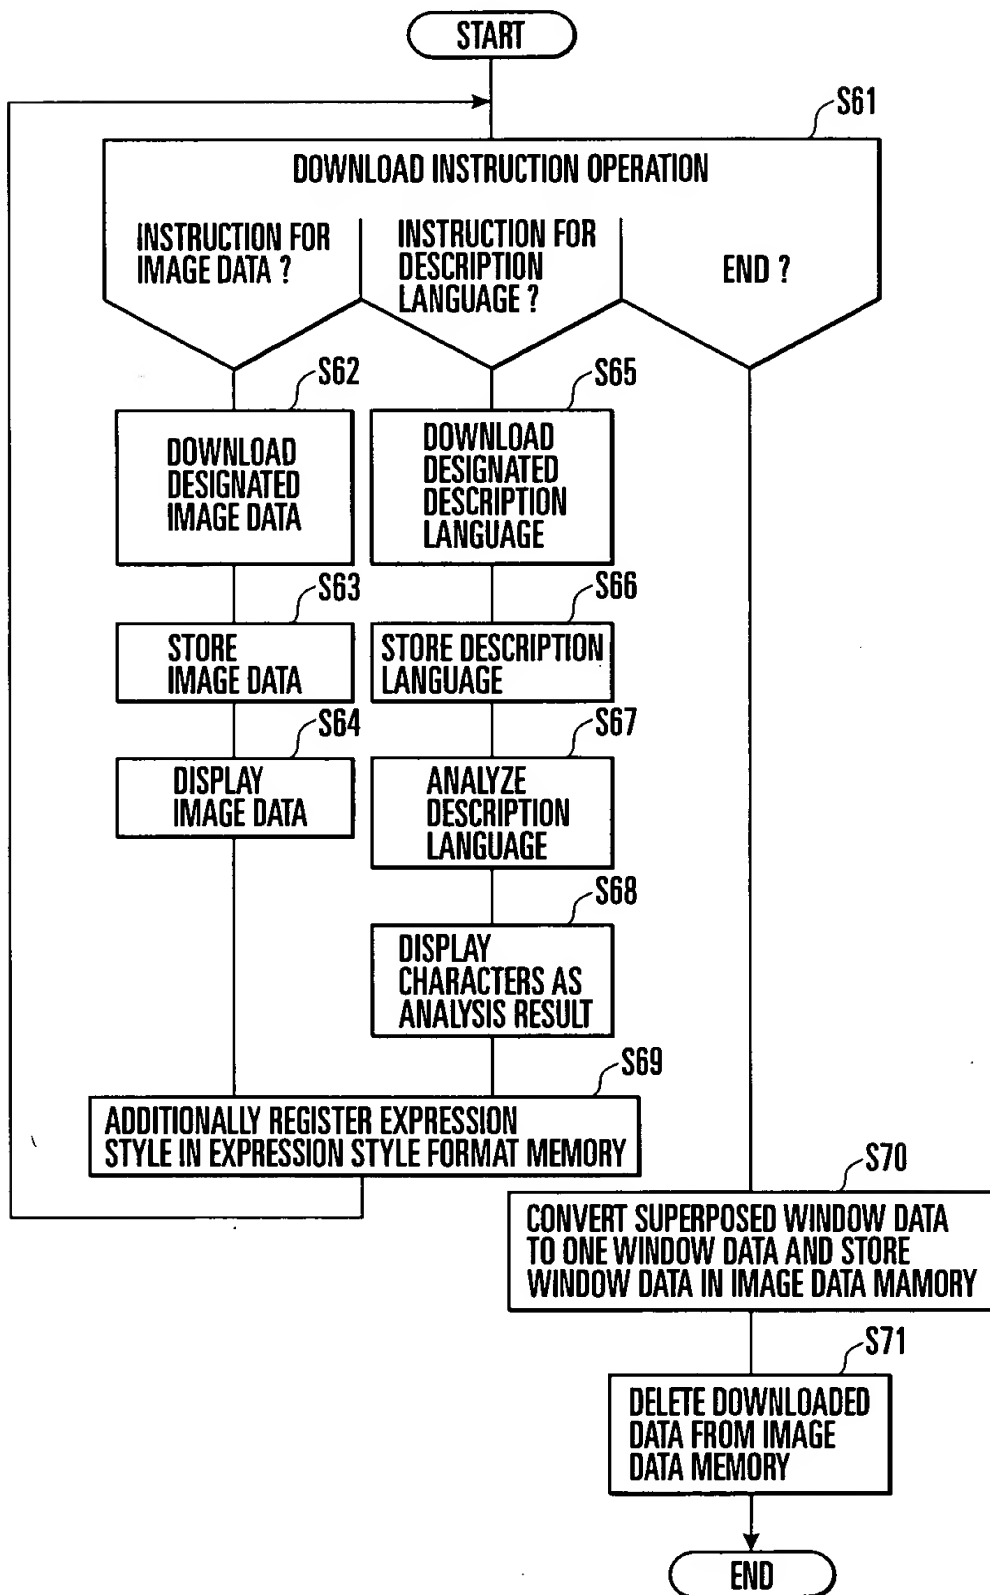 START
S61
DOWNLOAD INSTRUCTION OPERATION
INSTRUCTION FOR
IMAGE DATA ?
INSTRUCTION FOR
DESCRIPTION
LANGUAGE ?
END ?
S62
DOWNLOAD
DESIGNATED
IMAGE DATA
S65
DOWNLOAD
DESIGNATED
DESCRIPTION
LANGUAGE
S63
STORE
IMAGE DATA
S66
STORE DESCRIPTION
LANGUAGE
S64
DISPLAY
IMAGE DATA
S67
ANALYZE
DESCRIPTION
LANGUAGE
S68
DISPLAY
CHARACTERS AS
ANALYSIS RESULT
S69
ADDITIONALLY REGISTER EXPRESSION
STYLE IN EXPRESSION STYLE FORMAT MEMORY
S70
CONVERT SUPERPOSED WINDOW DATA
TO ONE WINDOW DATA AND STORE
WINDOW DATA IN IMAGE DATA MAMORY
S71
DELETE DOWNLOADED
DATA FROM IMAGE
DATA MEMORY
END